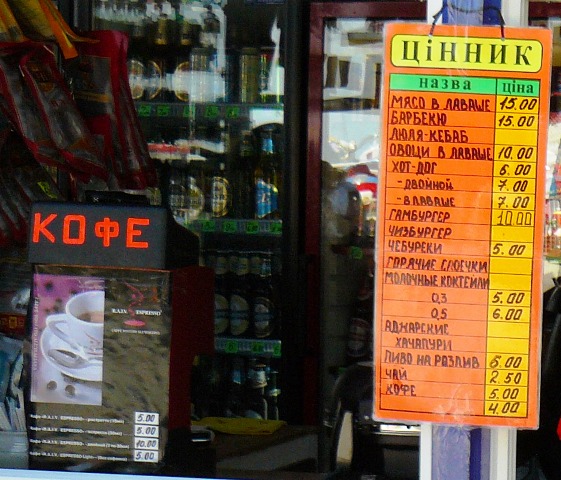 ЦІННИК
назва ціна
МЯСО В ЛАВАШЕ 15.00
БАРБЕКЮ 15.00
ЛЮЛЯ-КЕБАБ
ОВОЩИ В ЛАВАШЕ 10.00
ХОТ-ДОГ 6.00
-ДВОЙНОЙ 7.00
-В ЛАВАШЕ 7.00
ГАМБУРГЕР 10.00
ЧИЗБУРГЕР
ЧЕБУРЕКИ 5.00
ГОРЯЧИЕ СЛОЕЧКИ
МОЛОЧНЫЕ КОКТЕЙЛИ
0,3 5.00
0,5 6.00
АДЖАРСКИЕ
ХАЧАПУРИ
ПИВО НА РОЗЛИВ 6.00
ЧАЙ 2.50
КОФЕ 5.00
4.00
КОФЕ
ESPRESSO
5.00
5.00
10.00
5.00